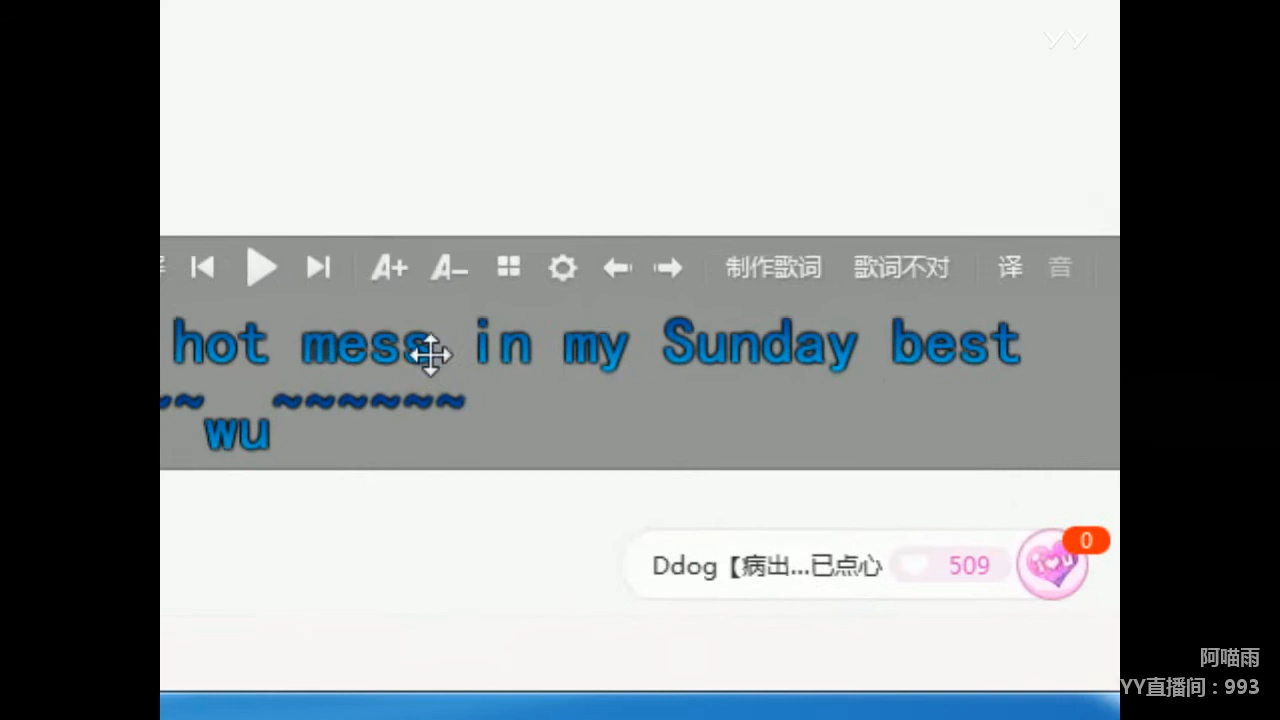 YY
A+ A- 制作歌词 歌词不对 译 音
hot mess in my Sunday best
~~wu~~~~~~
0
Ddog【病出...已点心 509
阿喵雨
YY直播间：993